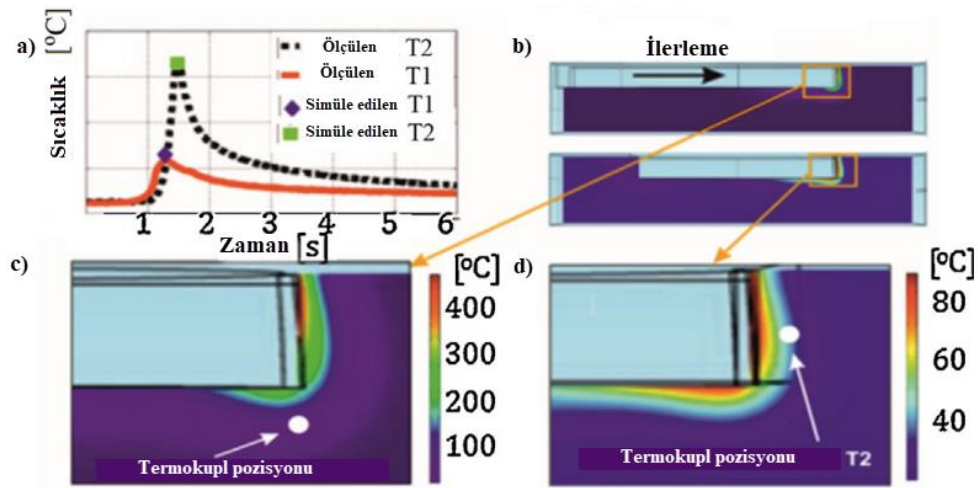 a)
Sıcaklık [°C]
Ölçülen T2
Ölçülen T1
Simüle edilen T1
Simüle edilen T2
1 2 3 4 5 6
Zaman [s]
b)
İlerleme
c)
[°C]
400
300
200
100
Termokupl pozisyonu
d)
[°C]
80
60
40
Termokupl pozisyonu T2